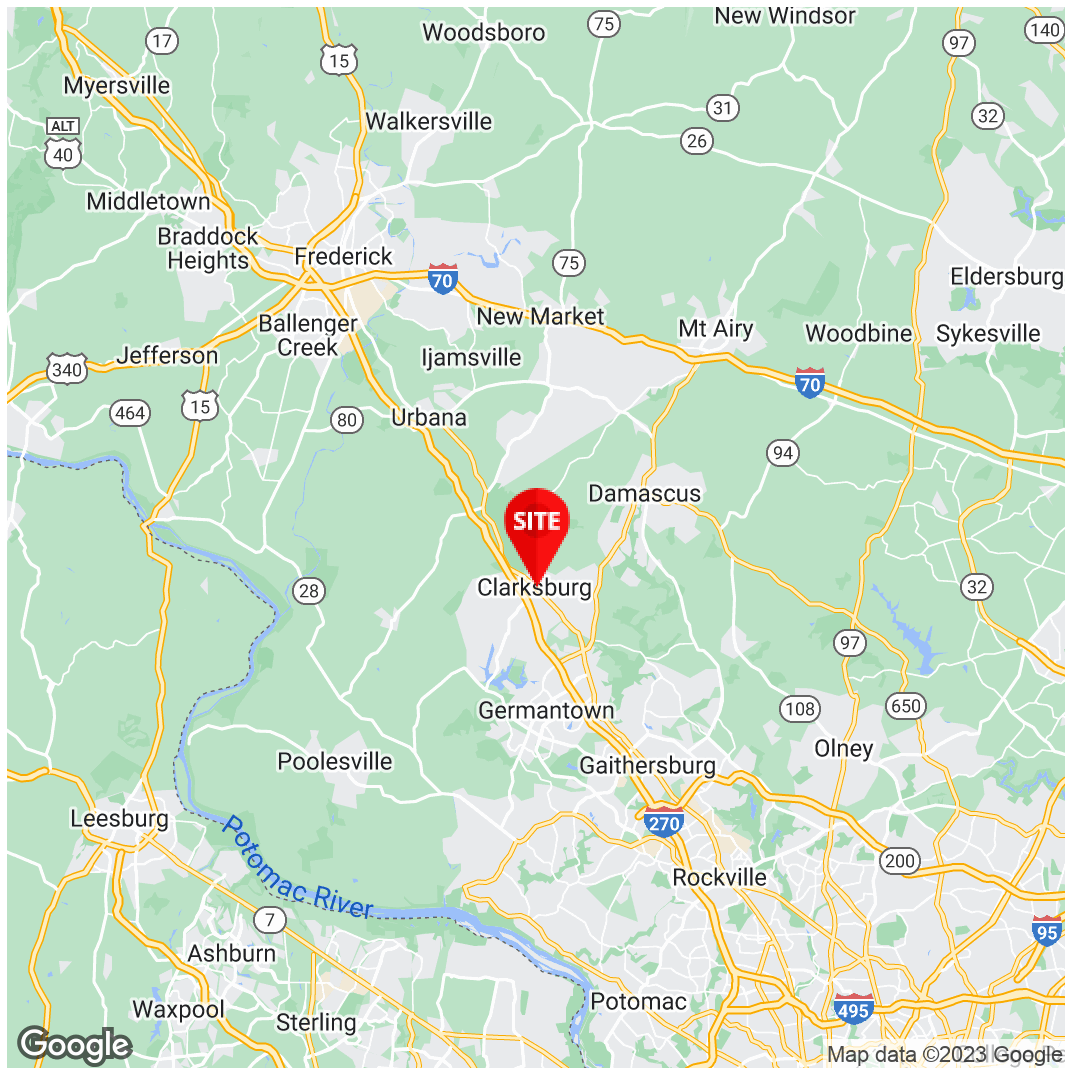 New Windsor
75
140
Woodsboro
17
97
15
Myersville
31
32
Walkersville
ALT
40
26
Middletown
Braddock
Heights
Frederick
75
70
Eldersburg
New Market
Ballenger
Creek
Mt Airy
Woodbine
Sykesville
Jefferson
Ijamsville
340
70
15
464
80
Urbana
94
Damascus
SITE
Clarksburg
28
32
97
108
650
Germantown
Olney
Poolesville
Gaithersburg
Leesburg
270
Potomac River
200
Rockville
7
95
Ashburn
Potomac
Waxpool
495
Sterling
Google
Map data ©2023 Google